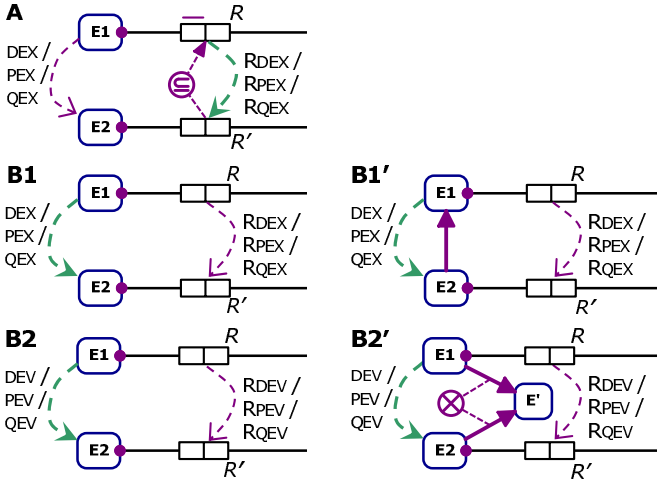 A
E1
R
DEX /
PEX /
QEX
⊆
RDEX /
RPEX /
RQEX
E2
R′
B1
E1
R
DEX /
PEX /
QEX
RDEX /
RPEX /
RQEX
E2
R′
B1′
E1
R
DEX /
PEX /
QEX
RDEX /
RPEX /
RQEX
E2
R′
B2
E1
R
DEV /
PEV /
QEV
RDEV /
RPEV /
RQEV
E2
R′
B2′
E1
R
DEV /
PEV /
QEV
E'
RDEV /
RPEV /
RQEV
E2
R′